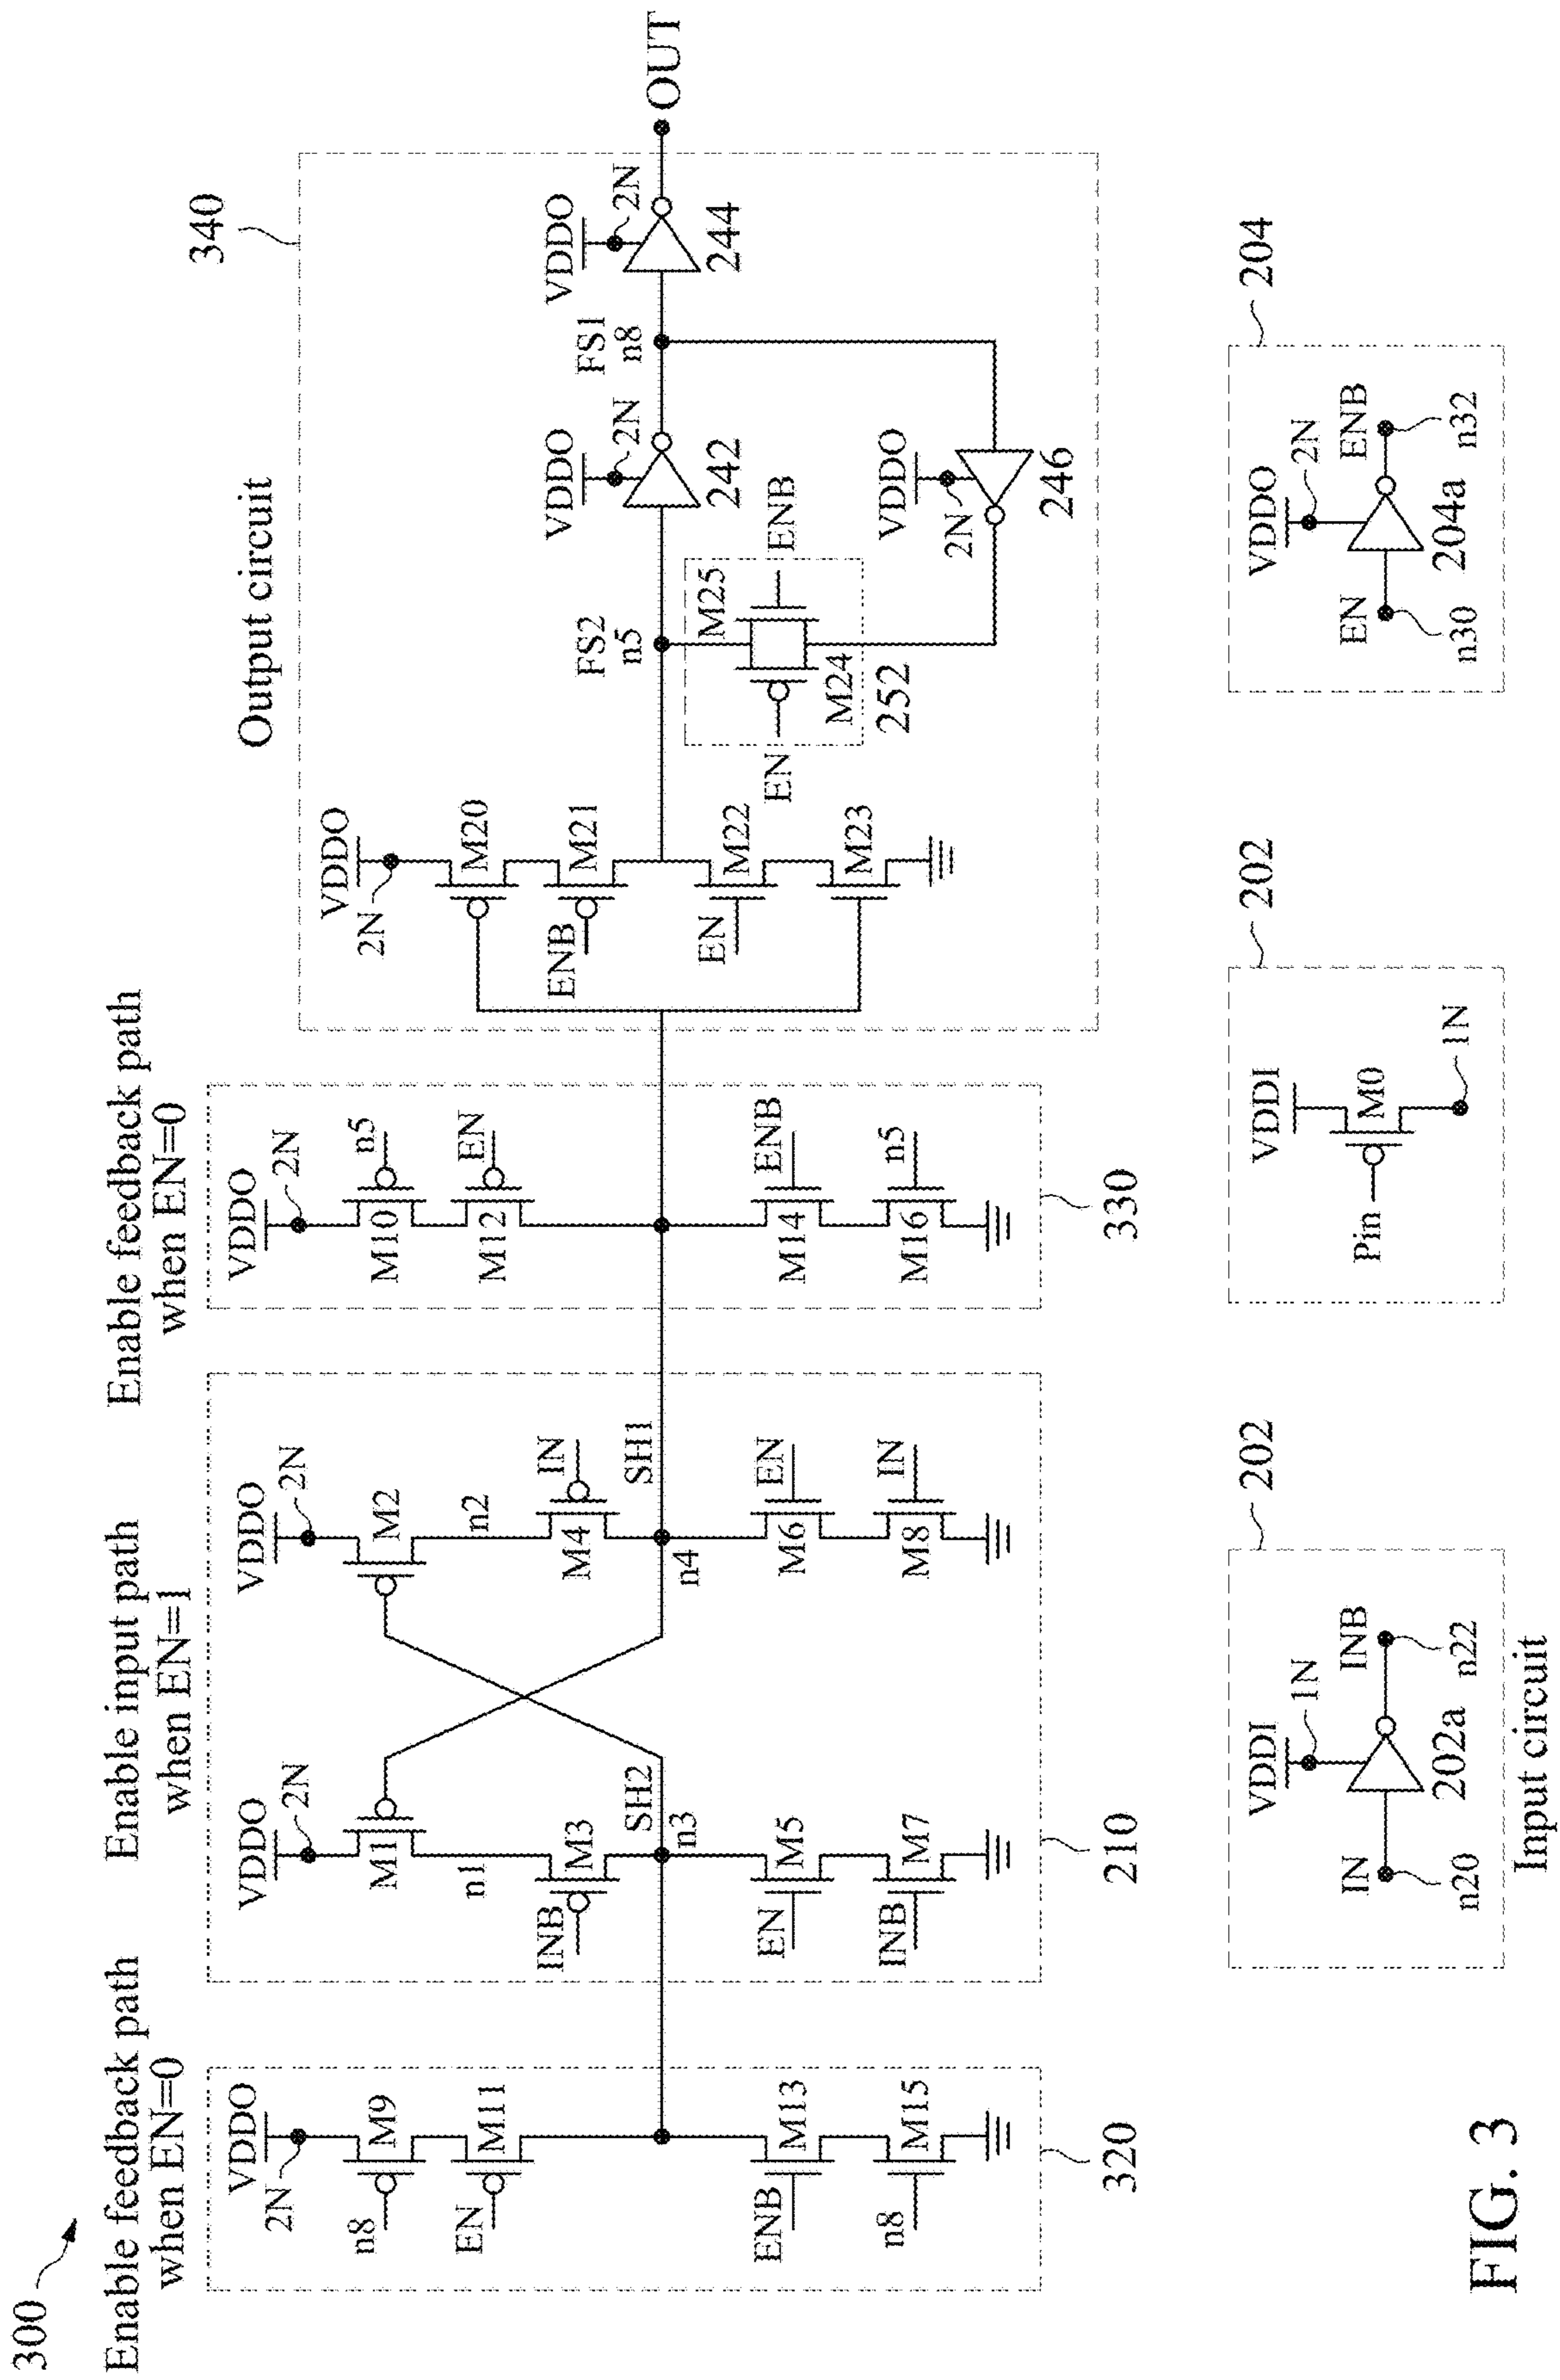 300
Enable feedback path
when EN=0
VDDO
2N
n8
M9
EN
M11
ENB
M13
n8
M15
320
Enable input path
when EN=1
VDDO
2N
M1
n1
INB
M3
SH2
n3
EN
M5
INB
M7
VDDO
2N
M2
n2
IN
M4
SH1
n4
EN
M6
IN
M8
210
Enable feedback path
when EN=0
VDDO
2N
n5
M10
EN
M12
ENB
M14
n5
M16
330
Output circuit
340
VDDO
2N
M20
ENB
M21
EN
M22
M23
FS2
n5
M25
ENB
EN
M24
252
VDDO
2N
242
FS1
n8
VDDO
2N
246
VDDO
2N
244
OUT
202
VDDI
1N
IN
INB
n20
202a
n22
Input circuit
202
VDDI
Pin
M0
1N
204
VDDO
2N
EN
ENB
n30
204a
n32
FIG. 3